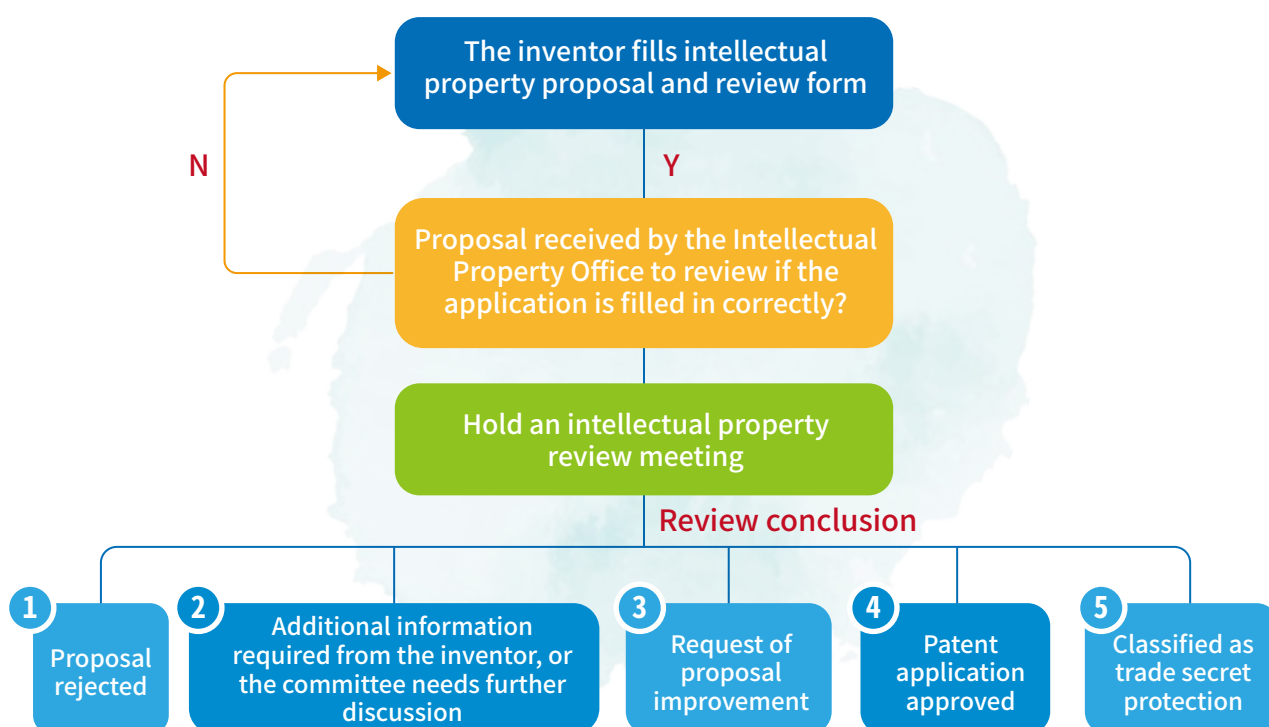 The inventor fills intellectual
property proposal and review form
N
Y
Proposal received by the Intellectual
Property Office to review if the
application is filled in correctly?
Hold an intellectual property
review meeting
Review conclusion
1
Proposal
rejected
2
Additional information
required from the inventor, or
the committee needs further
discussion
3
Request of
proposal
improvement
4
Patent
application
approved
5
Classified as
trade secret
protection